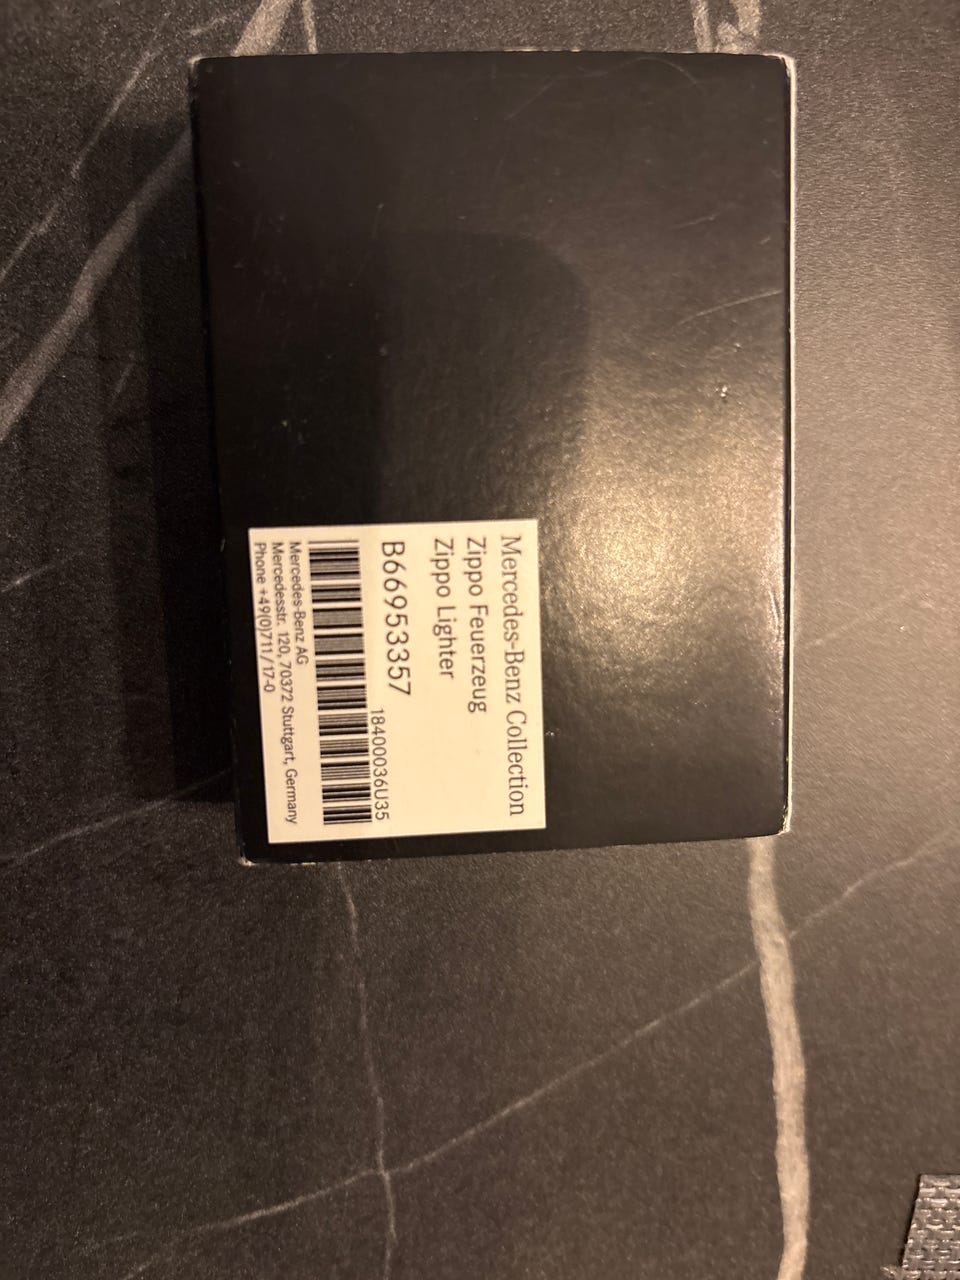 Mercedes-Benz Collection
Zippo Feuerzeug
Zippo Lighter
B66953357
18400036U35
Mercedes-Benz AG
Mercedesstr. 120, 70372 Stuttgart, Germany
Phone +49(0)711/17-0